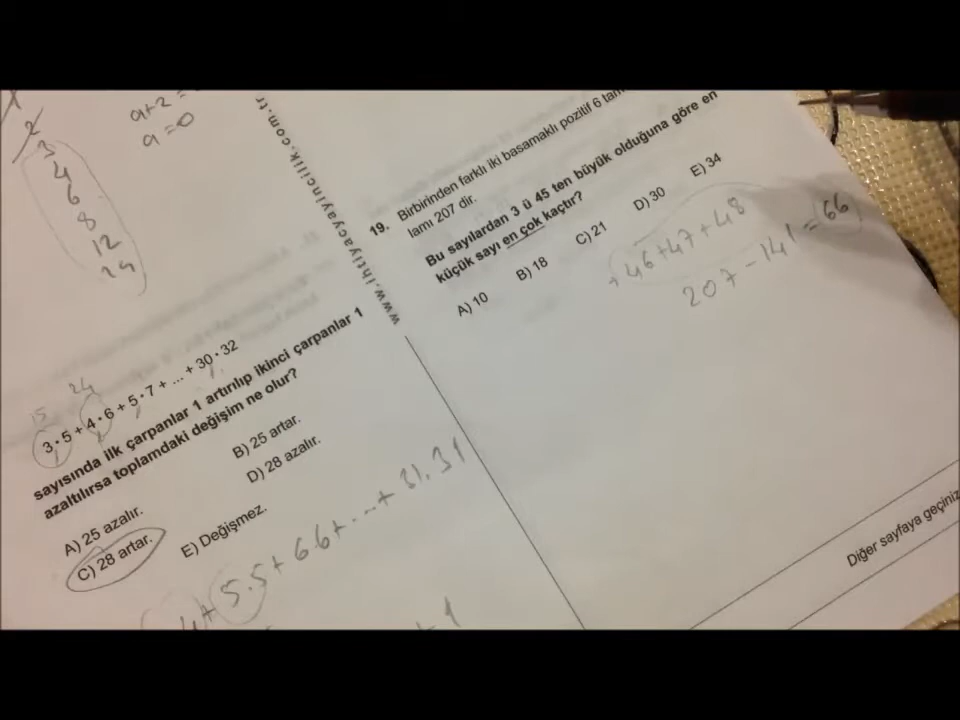 a+2=
a=0
2
3
4
6
8
12
24
www.ihtiyacyayincilik.com.tr
15 24
3·5+4·6+5·7+...+30·32
sayısında ilk çarpanlar 1 artırılıp ikinci çarpanlar 1
azaltılırsa toplamdaki değişim ne olur?
A) 25 azalır.
B) 25 artar.
C) 28 artar.
D) 28 azalır.
E) Değişmez.
5.5+6.6+...+31.31
+1
19. Birbirinden farklı iki basamaklı pozitif 6 tam
lamı 207 dir.
Bu sayılardan 3 ü 45 ten büyük olduğuna göre en
küçük sayı en çok kaçtır?
A) 10
B) 18
C) 21
D) 30
E) 34
+46+47+48
207-141=66
Diğer sayfaya geçiniz